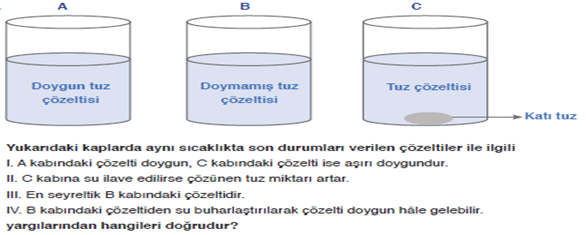 A
B
C
Doygun tuz
çözeltisi
Doymamış tuz
çözeltisi
Tuz çözeltisi
Katı tuz
Yukarıdaki kaplarda aynı sıcaklıkta son durumları verilen çözeltiler ile ilgili
I. A kabındaki çözelti doygun, C kabındaki çözelti ise aşırı doygundur.
II. C kabına su ilave edilirse çözünen tuz miktarı artar.
III. En seyreltik B kabındaki çözeltidir.
IV. B kabındaki çözeltiden su buharlaştırılarak çözelti doygun hâle gelebilir.
yargılarından hangileri doğrudur?